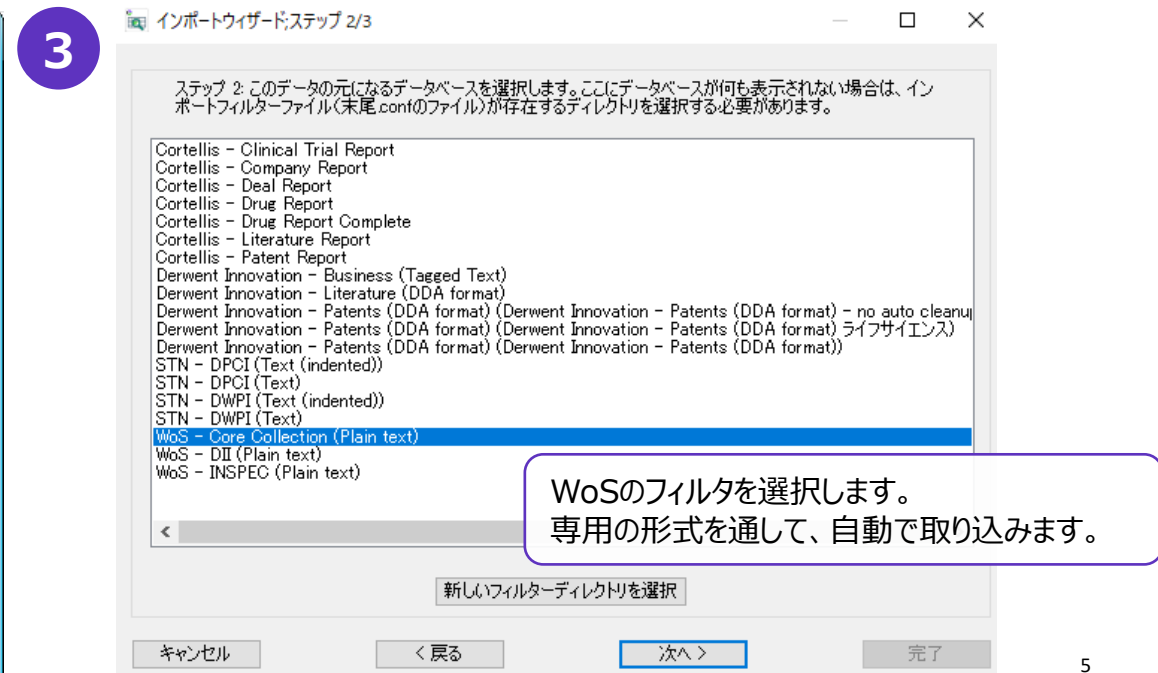 3
インポートウィザード;ステップ 2/3
ステップ 2: このデータの元になるデータベースを選択します。ここにデータベースが何も表示されない場合は、イン
ポートフィルターファイル(末尾.confのファイル)が存在するディレクトリを選択する必要があります。
Cortellis - Clinical Trial Report
Cortellis - Company Report
Cortellis - Deal Report
Cortellis - Drug Report
Cortellis - Drug Report Complete
Cortellis - Literature Report
Cortellis - Patent Report
Derwent Innovation - Business (Tagged Text)
Derwent Innovation - Literature (DDA format)
Derwent Innovation - Patents (DDA format) (Derwent Innovation - Patents (DDA format) - no auto cleanup
Derwent Innovation - Patents (DDA format) (Derwent Innovation - Patents (DDA format) ライフサイエンス)
Derwent Innovation - Patents (DDA format) (Derwent Innovation - Patents (DDA format))
STN - DPCI (Text (indented))
STN - DPCI (Text)
STN - DWPI (Text (indented))
STN - DWPI (Text)
WoS - Core Collection (Plain text)
WoS - DII (Plain text)
WoS - INSPEC (Plain text)
WoSのフィルタを選択します。
専用の形式を通して、自動で取り込みます。
新しいフィルターディレクトリを選択
キャンセル
< 戻る
次へ >
完了
5